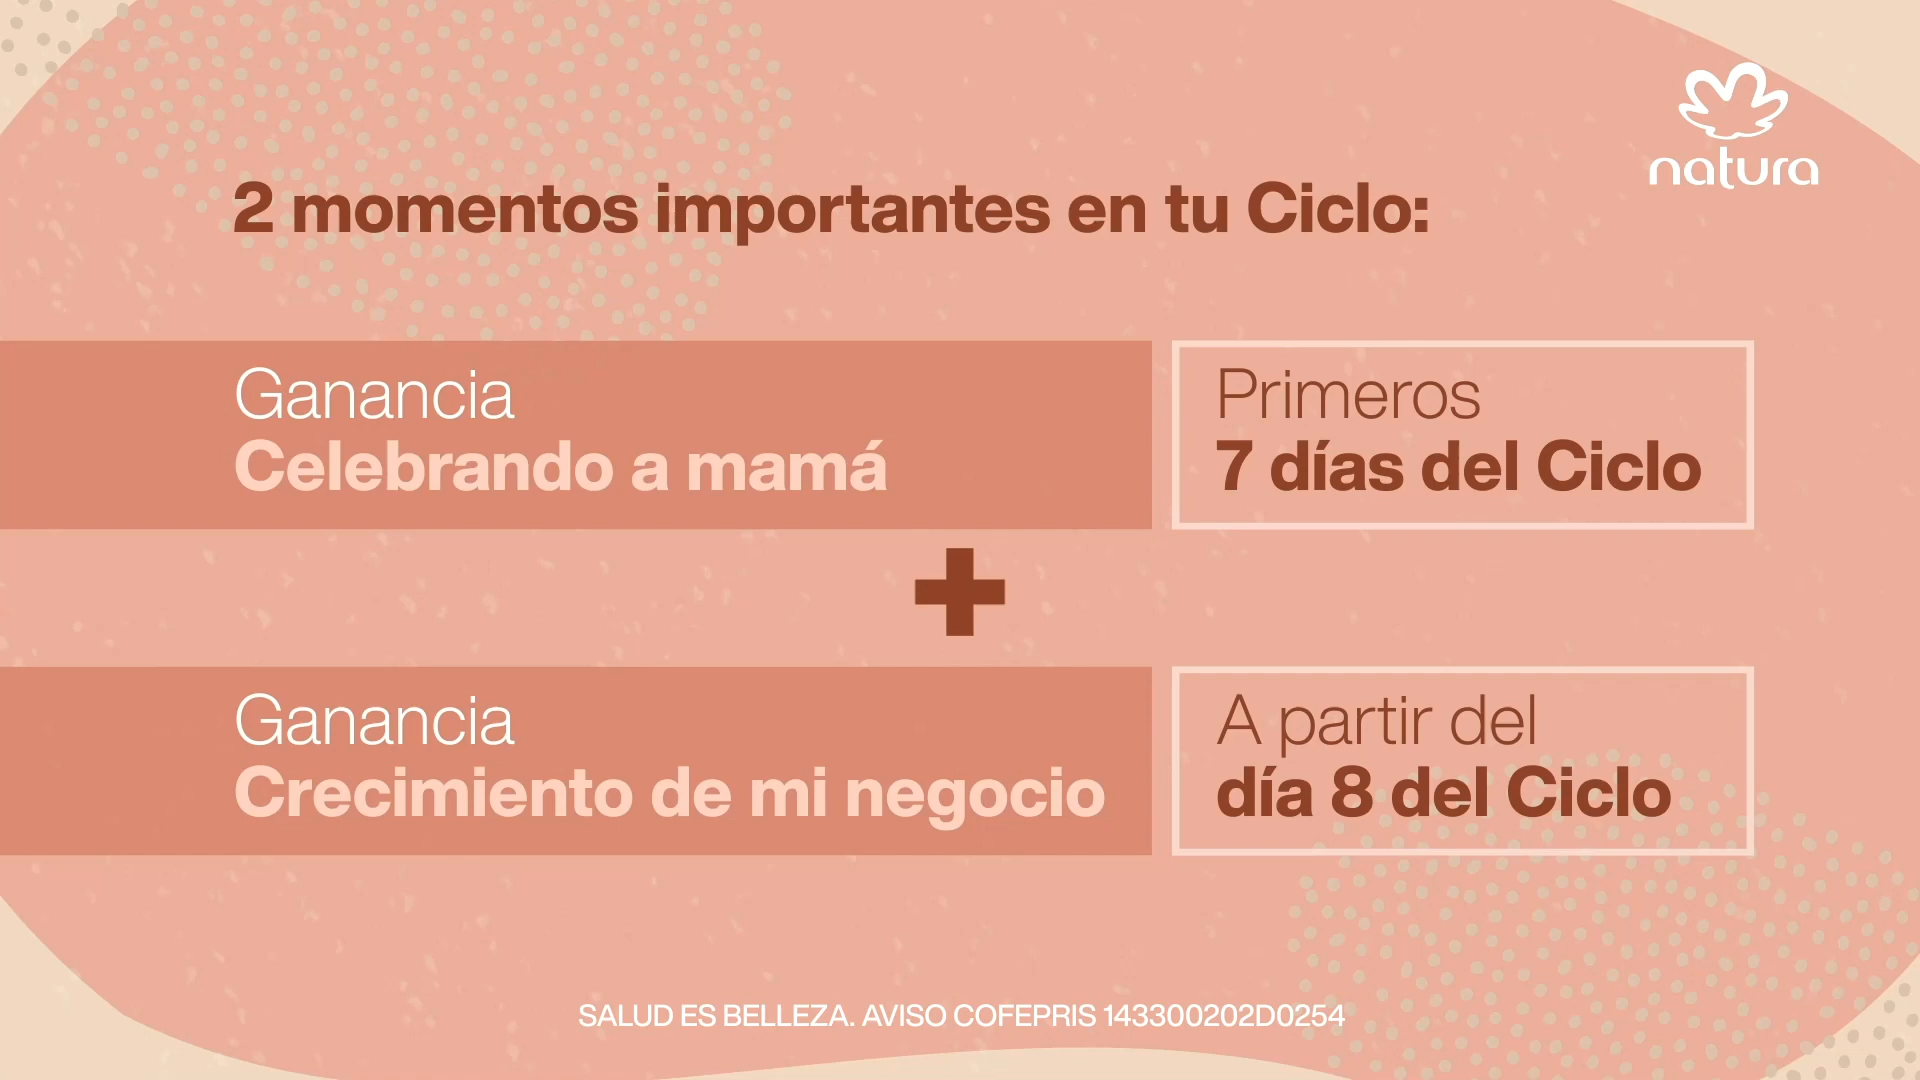 natura
2 momentos importantes en tu Ciclo:
Ganancia
Celebrando a mamá
Primeros
7 días del Ciclo
+
Ganancia
Crecimiento de mi negocio
A partir del
día 8 del Ciclo
SALUD ES BELLEZA. AVISO COFEPRIS 143300202D0254